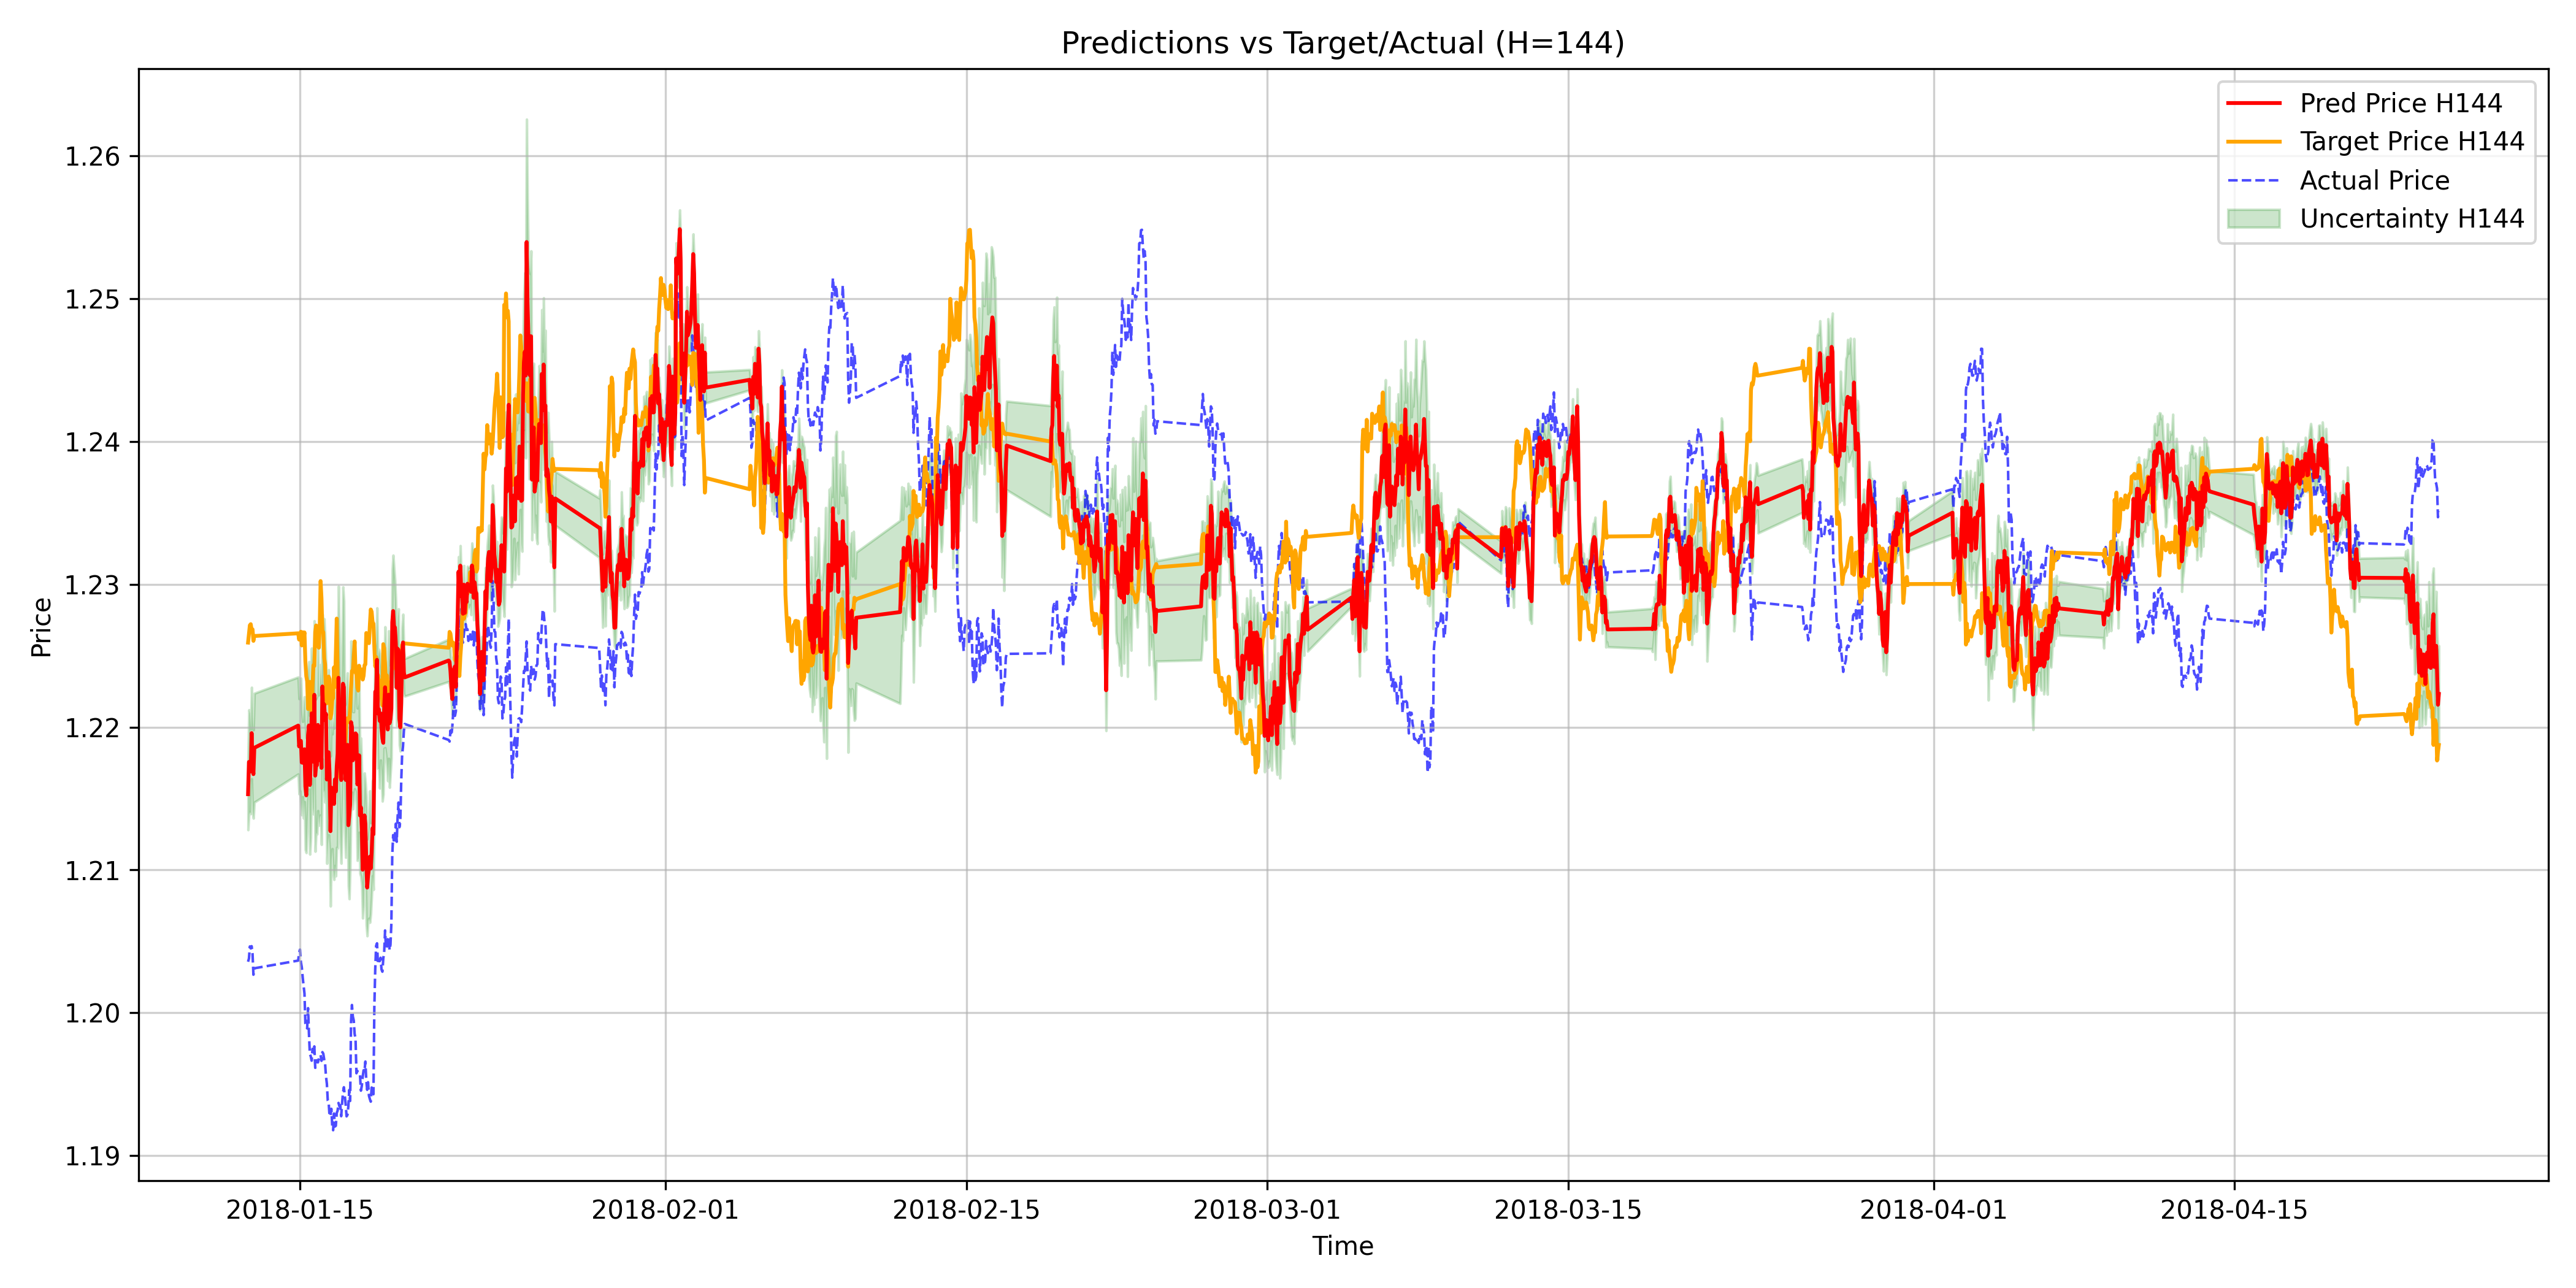 Predictions vs Target/Actual (H=144)
Pred Price H144
Target Price H144
Actual Price
Uncertainty H144
Price
1.26
1.25
1.24
1.23
1.22
1.21
1.20
1.19
2018-01-15
2018-02-01
2018-02-15
2018-03-01
2018-03-15
2018-04-01
2018-04-15
Time